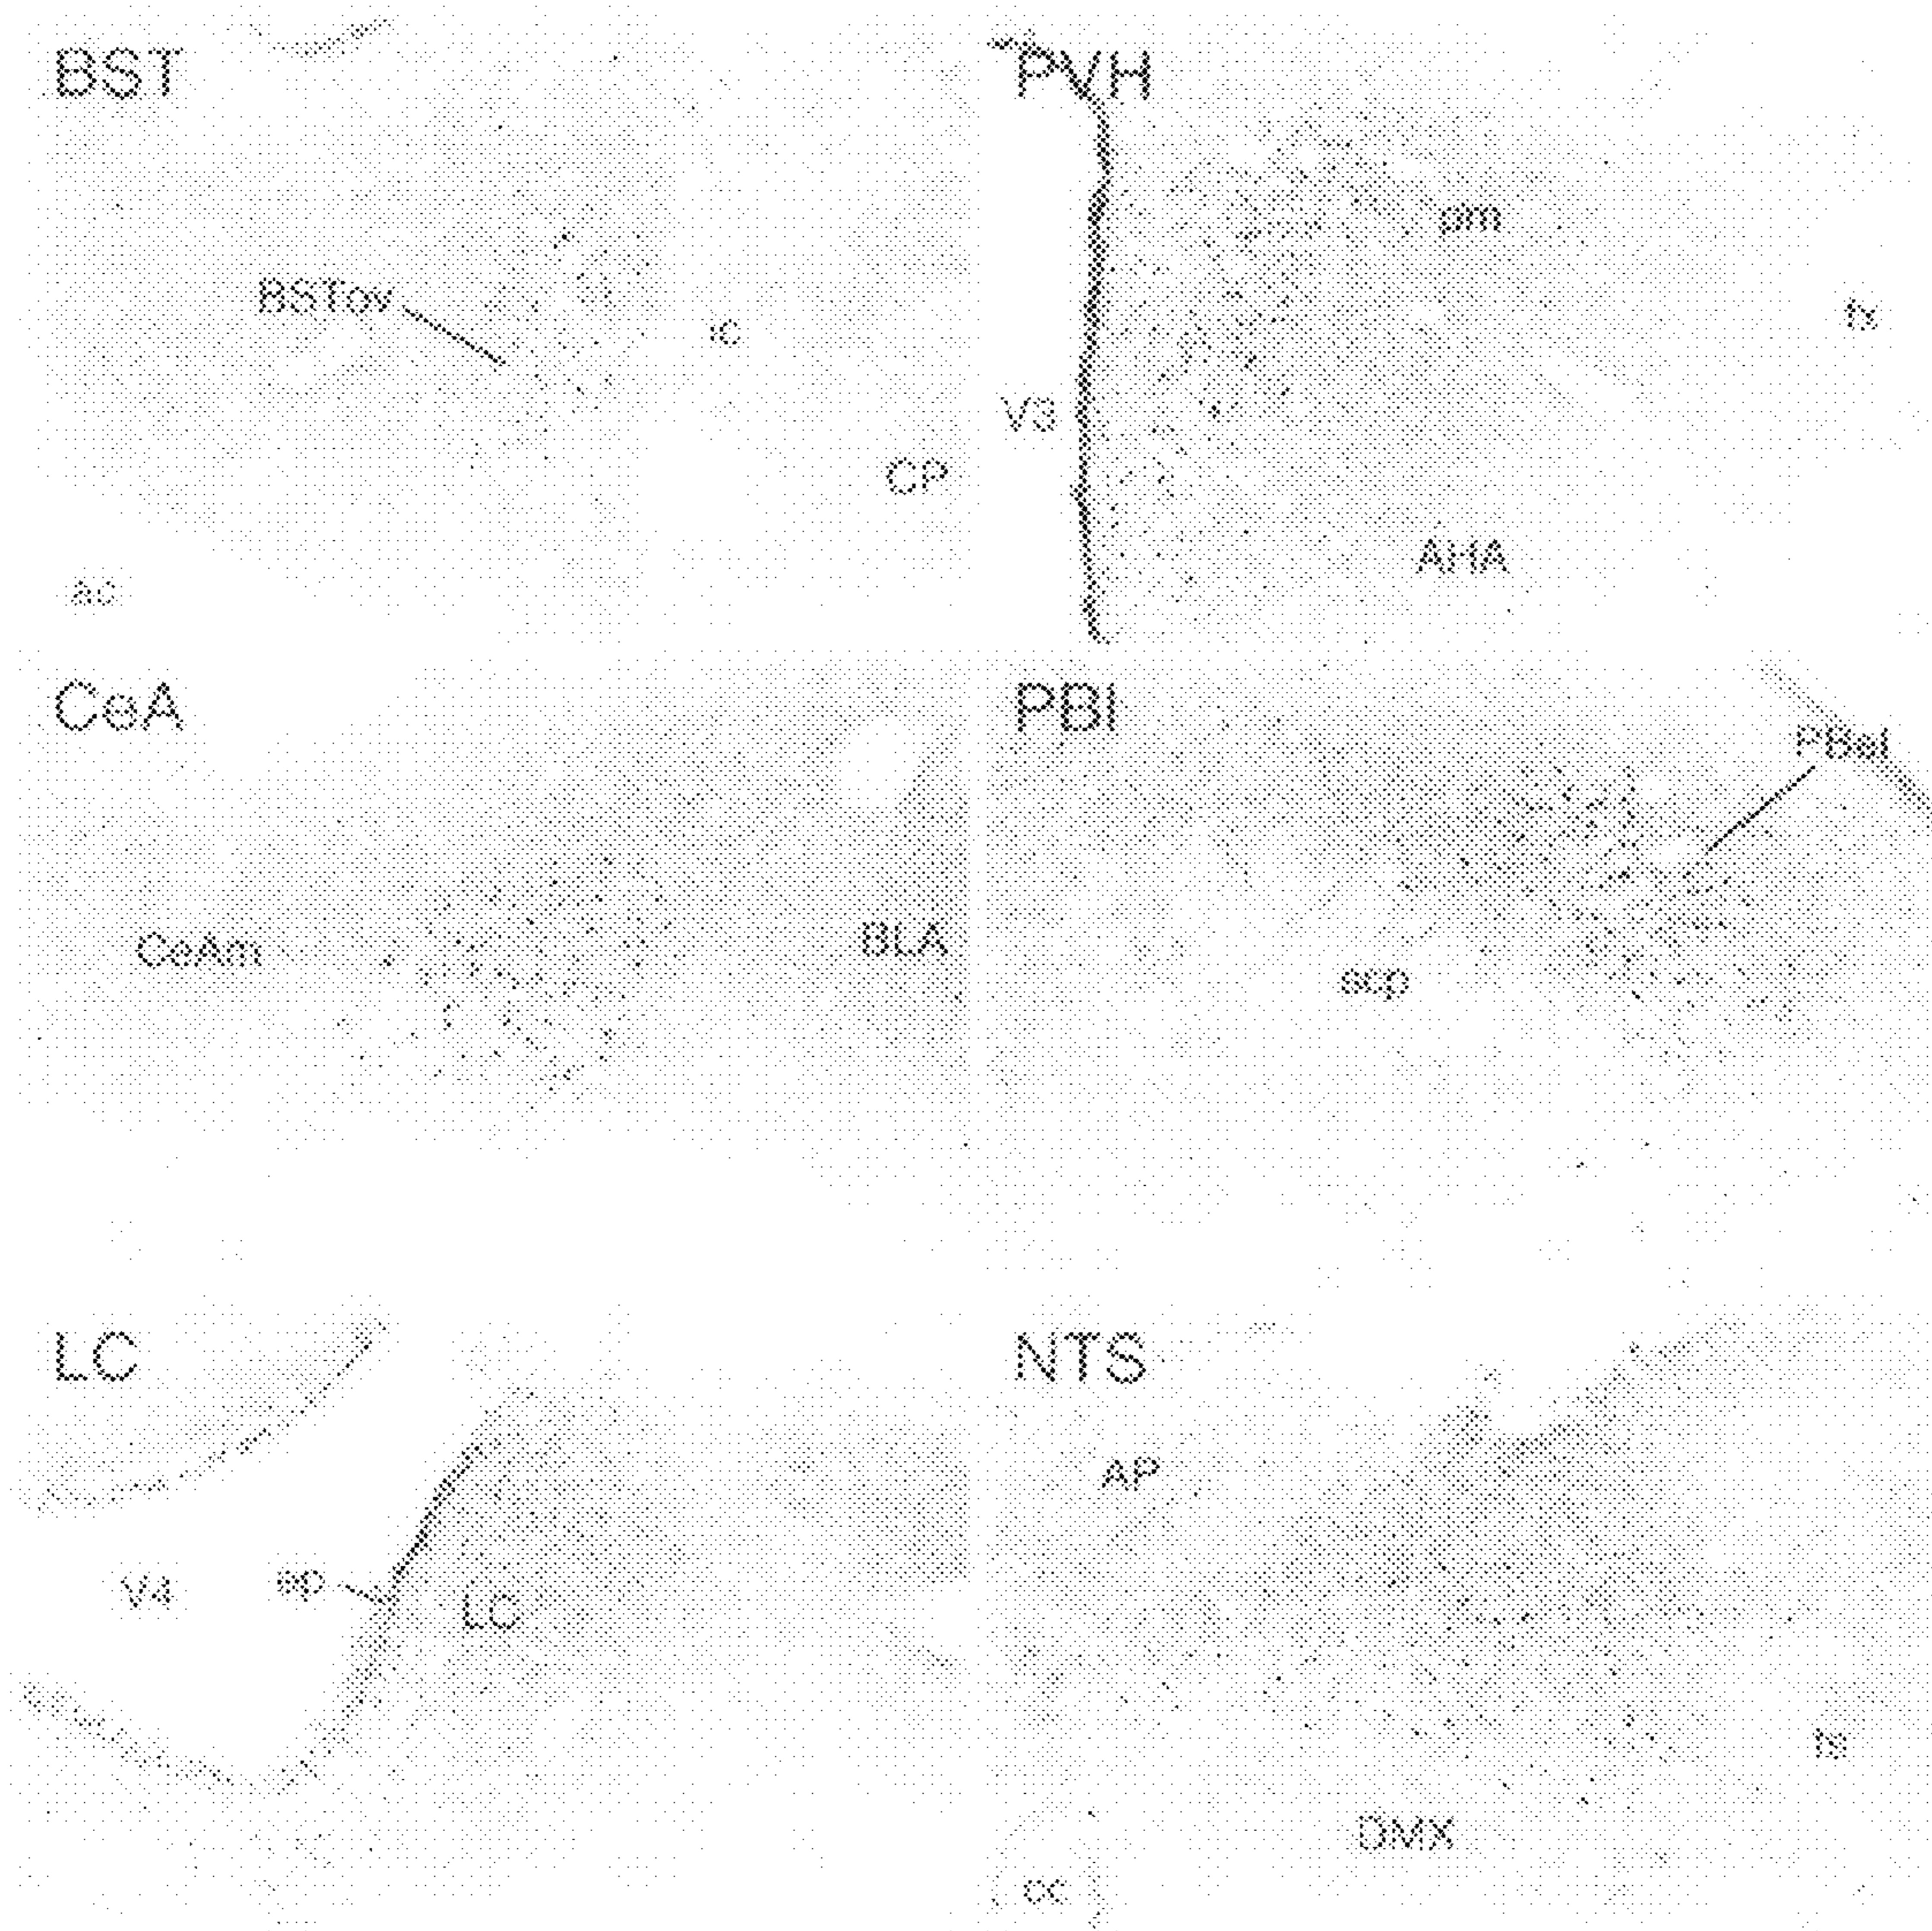 BST
BSTov
ic
CP
ac
PVH
pm
fx
V3
AHA
CeA
CeAm
BLA
PBl
PBel
scp
LC
V4
ep
LC
NTS
AP
ts
DMX
cc